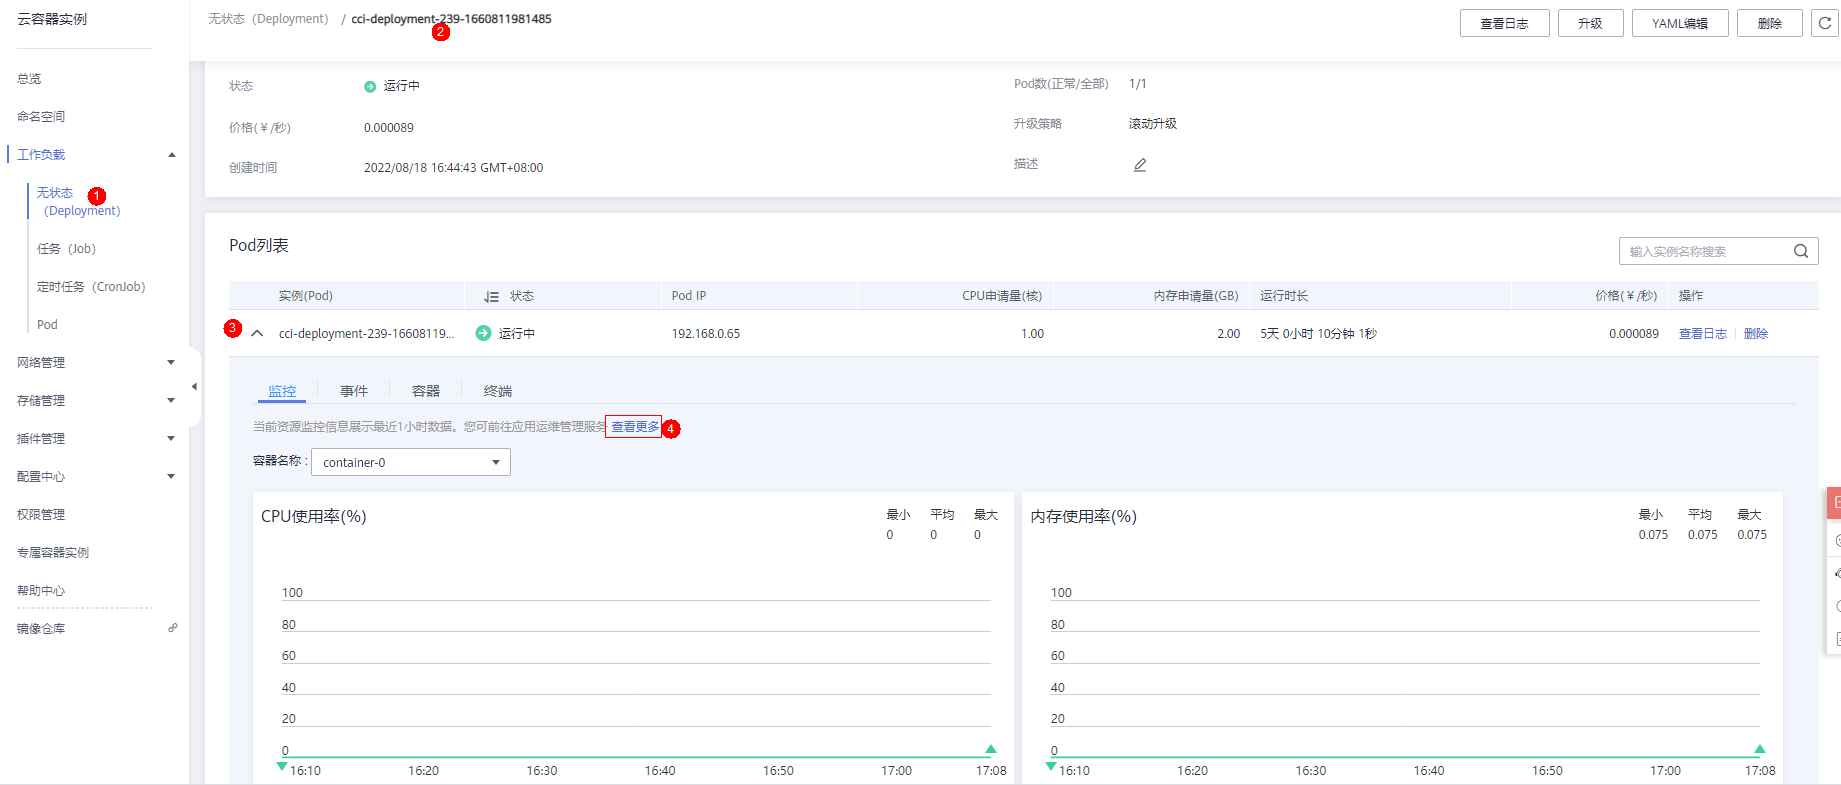 云容器实例
总览
命名空间
工作负载
无状态
(Deployment)
1
任务（Job）
定时任务（CronJob）
Pod
网络管理
存储管理
插件管理
配置中心
权限管理
专属容器实例
帮助中心
镜像仓库
无状态（Deployment） / cci-deployment-239-1660811981485
2
查看日志 升级 YAML编辑 删除
状态 运行中 Pod数(正常/全部) 1/1
价格(￥/秒) 0.000089 升级策略 滚动升级
创建时间 2022/08/18 16:44:43 GMT+08:00 描述
Pod列表
输入实例名称搜索
实例(Pod) 状态 Pod IP CPU申请量(核) 内存申请量(GB) 运行时长 价格(￥/秒) 操作
3 cci-deployment-239-16608119... 运行中 192.168.0.65 1.00 2.00 5天 0小时 10分钟 1秒 0.000089 查看日志 删除
监控 事件 容器 终端
当前资源监控信息展示最近1小时数据。您可前往应用运维管理服务 查看更多 4
容器名称： container-0
CPU使用率(%) 最小 平均 最大
0 0 0
100
80
60
40
20
0
16:10 16:20 16:30 16:40 16:50 17:00 17:08
内存使用率(%) 最小 平均 最大
0.075 0.075 0.075
100
80
60
40
20
0
16:10 16:20 16:30 16:40 16:50 17:00 17:08